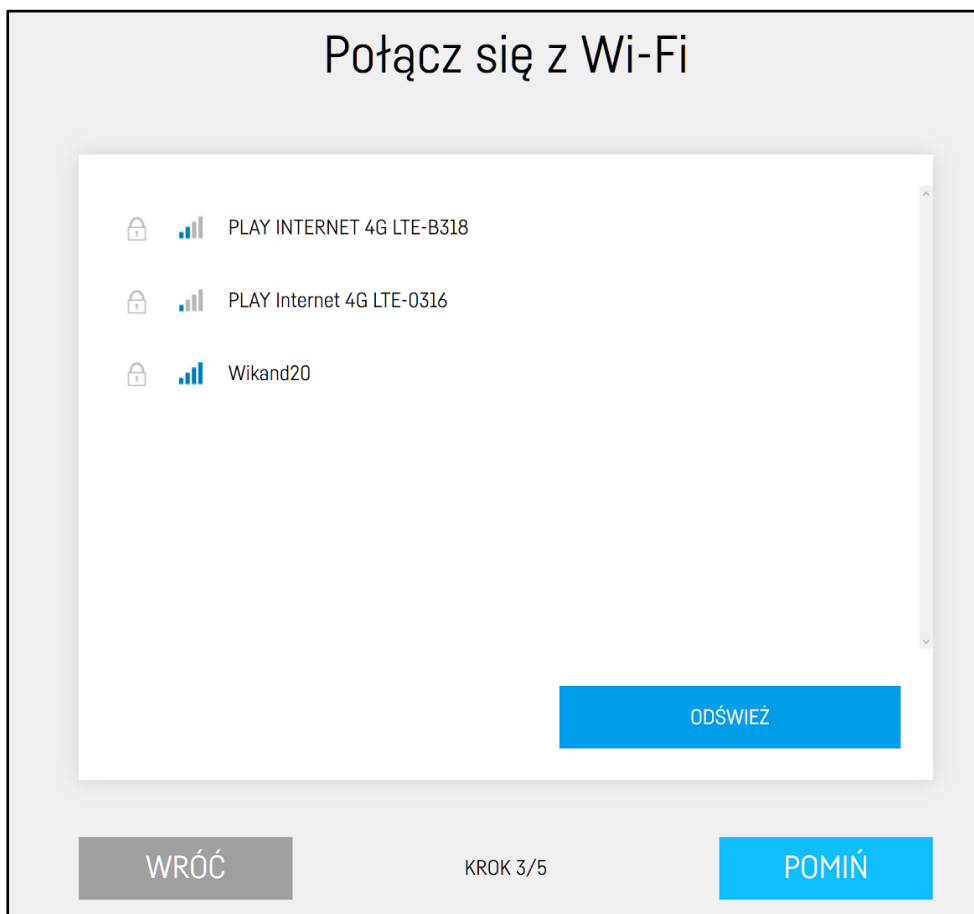 Połącz się z Wi-Fi
PLAY INTERNET 4G LTE-B318
PLAY Internet 4G LTE-0316
Wikand20
ODŚWIEŻ
WRÓĆ
KROK 3/5
POMIŃ